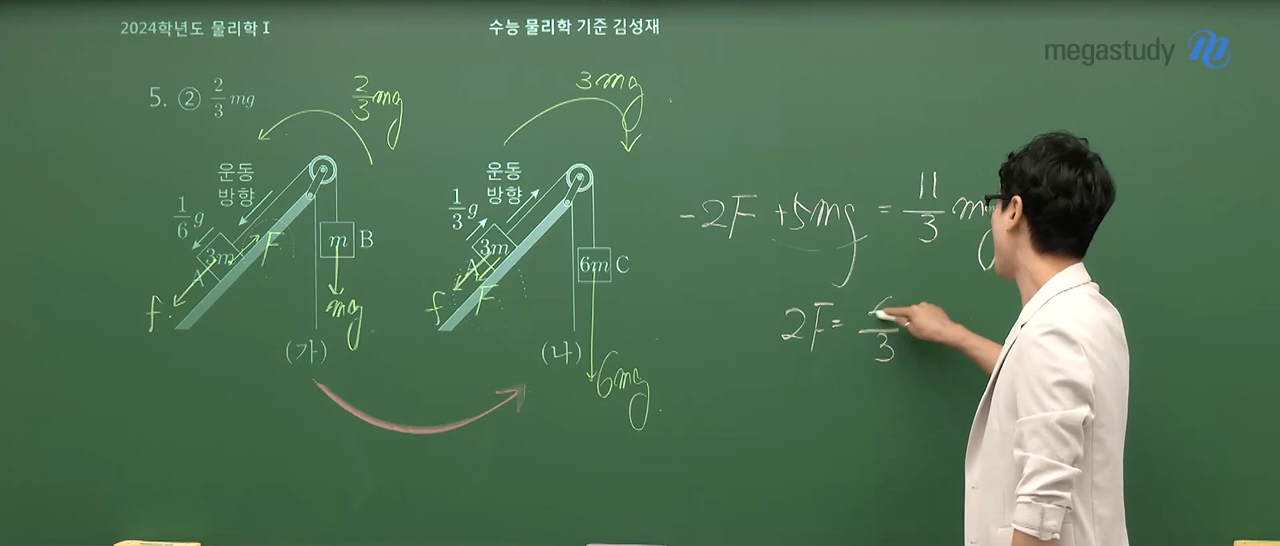 2024학년도 물리학 I
수능 물리학 기준 김성재
megastudy
5. ② 2/3 mg
2/3 mg
운동
방향
1/6 g
3m
A
F
f
m B
mg
(가)
3mg
운동
방향
1/3 g
3m
A
F
f
6m C
6mg
(나)
-2F + 5mg = 11/3 mg
2F = /3